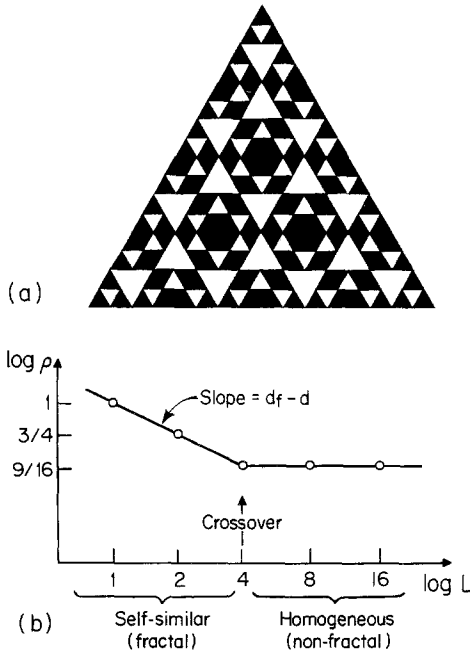 (a)
log ρ
1
3/4
9/16
Slope = d_f – d
Crossover
1 2 4 8 16 log L
Self-similar (fractal)
Homogeneous (non-fractal)
(b)